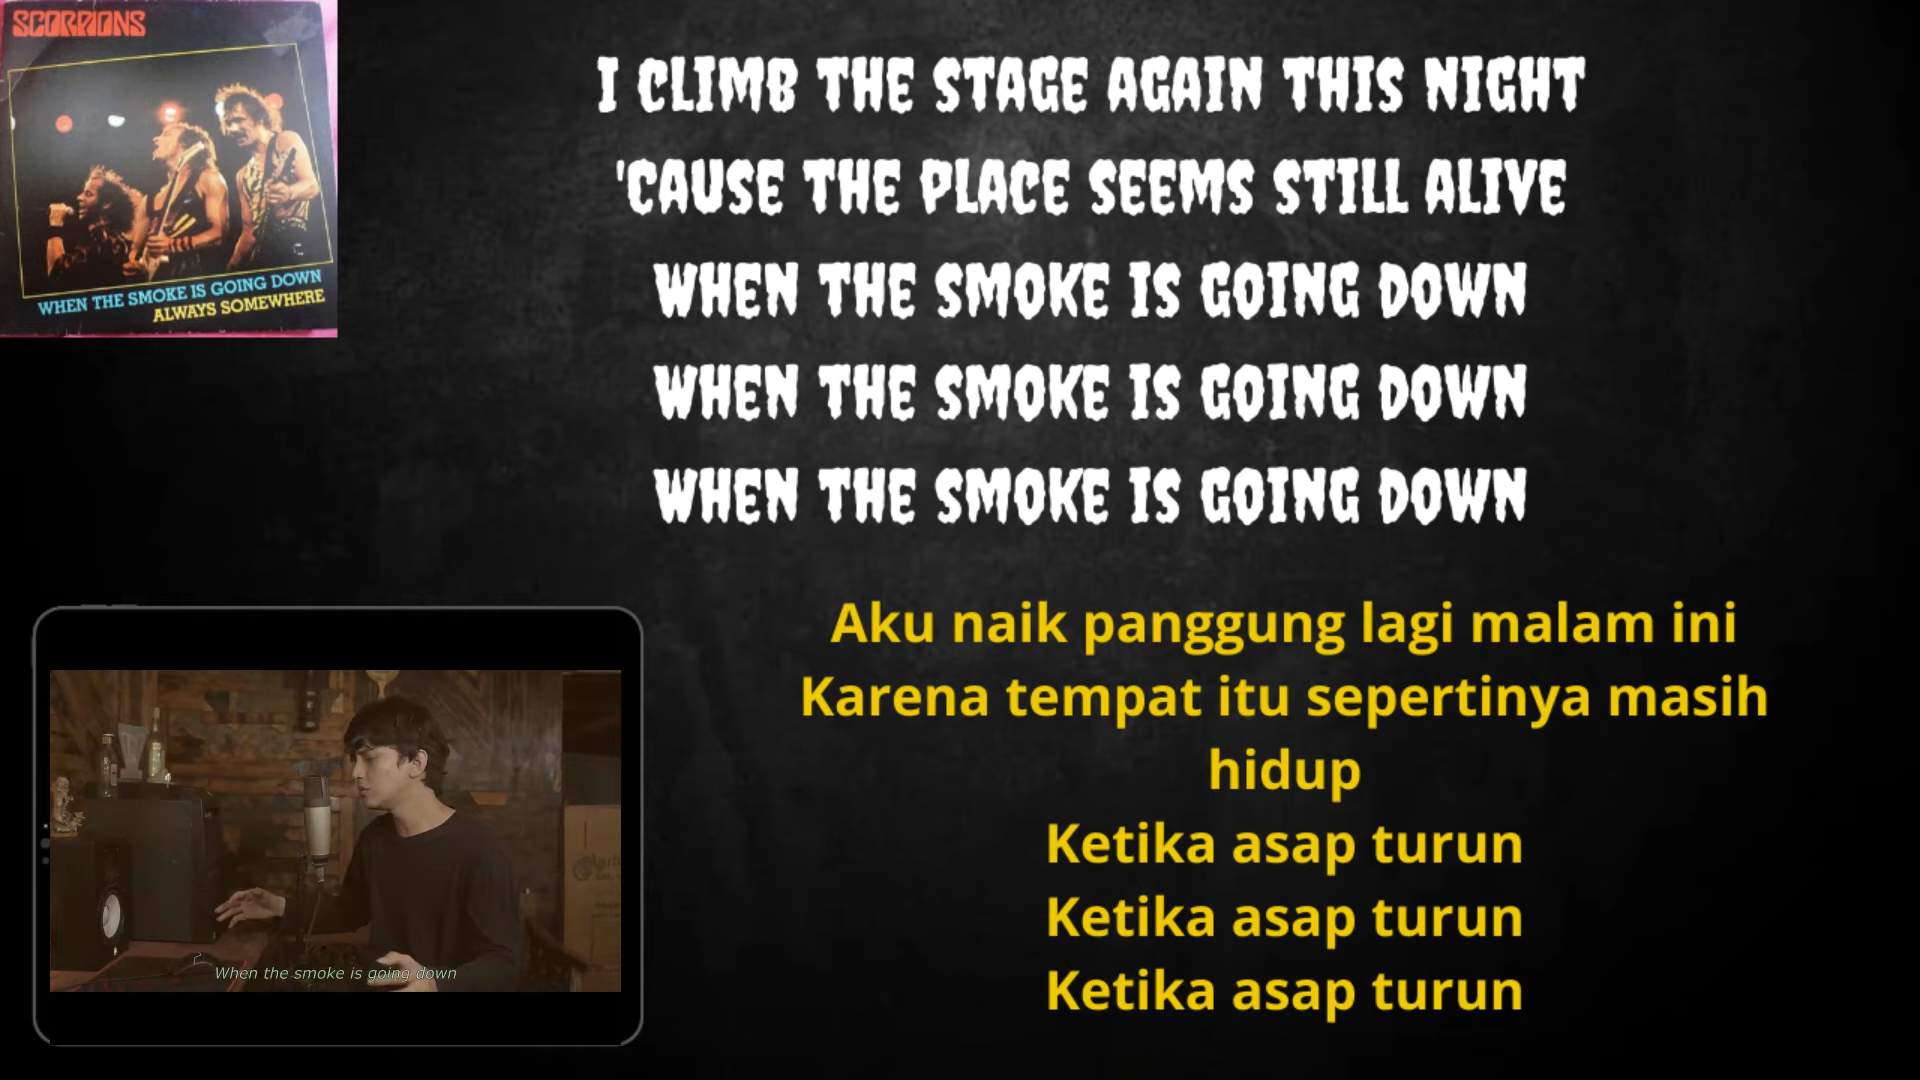 SCORPIONS
WHEN THE SMOKE IS GOING DOWN
ALWAYS SOMEWHERE
I CLIMB THE STAGE AGAIN THIS NIGHT
'CAUSE THE PLACE SEEMS STILL ALIVE
WHEN THE SMOKE IS GOING DOWN
WHEN THE SMOKE IS GOING DOWN
WHEN THE SMOKE IS GOING DOWN
Aku naik panggung lagi malam ini
Karena tempat itu sepertinya masih
hidup
Ketika asap turun
Ketika asap turun
Ketika asap turun
When the smoke is going down